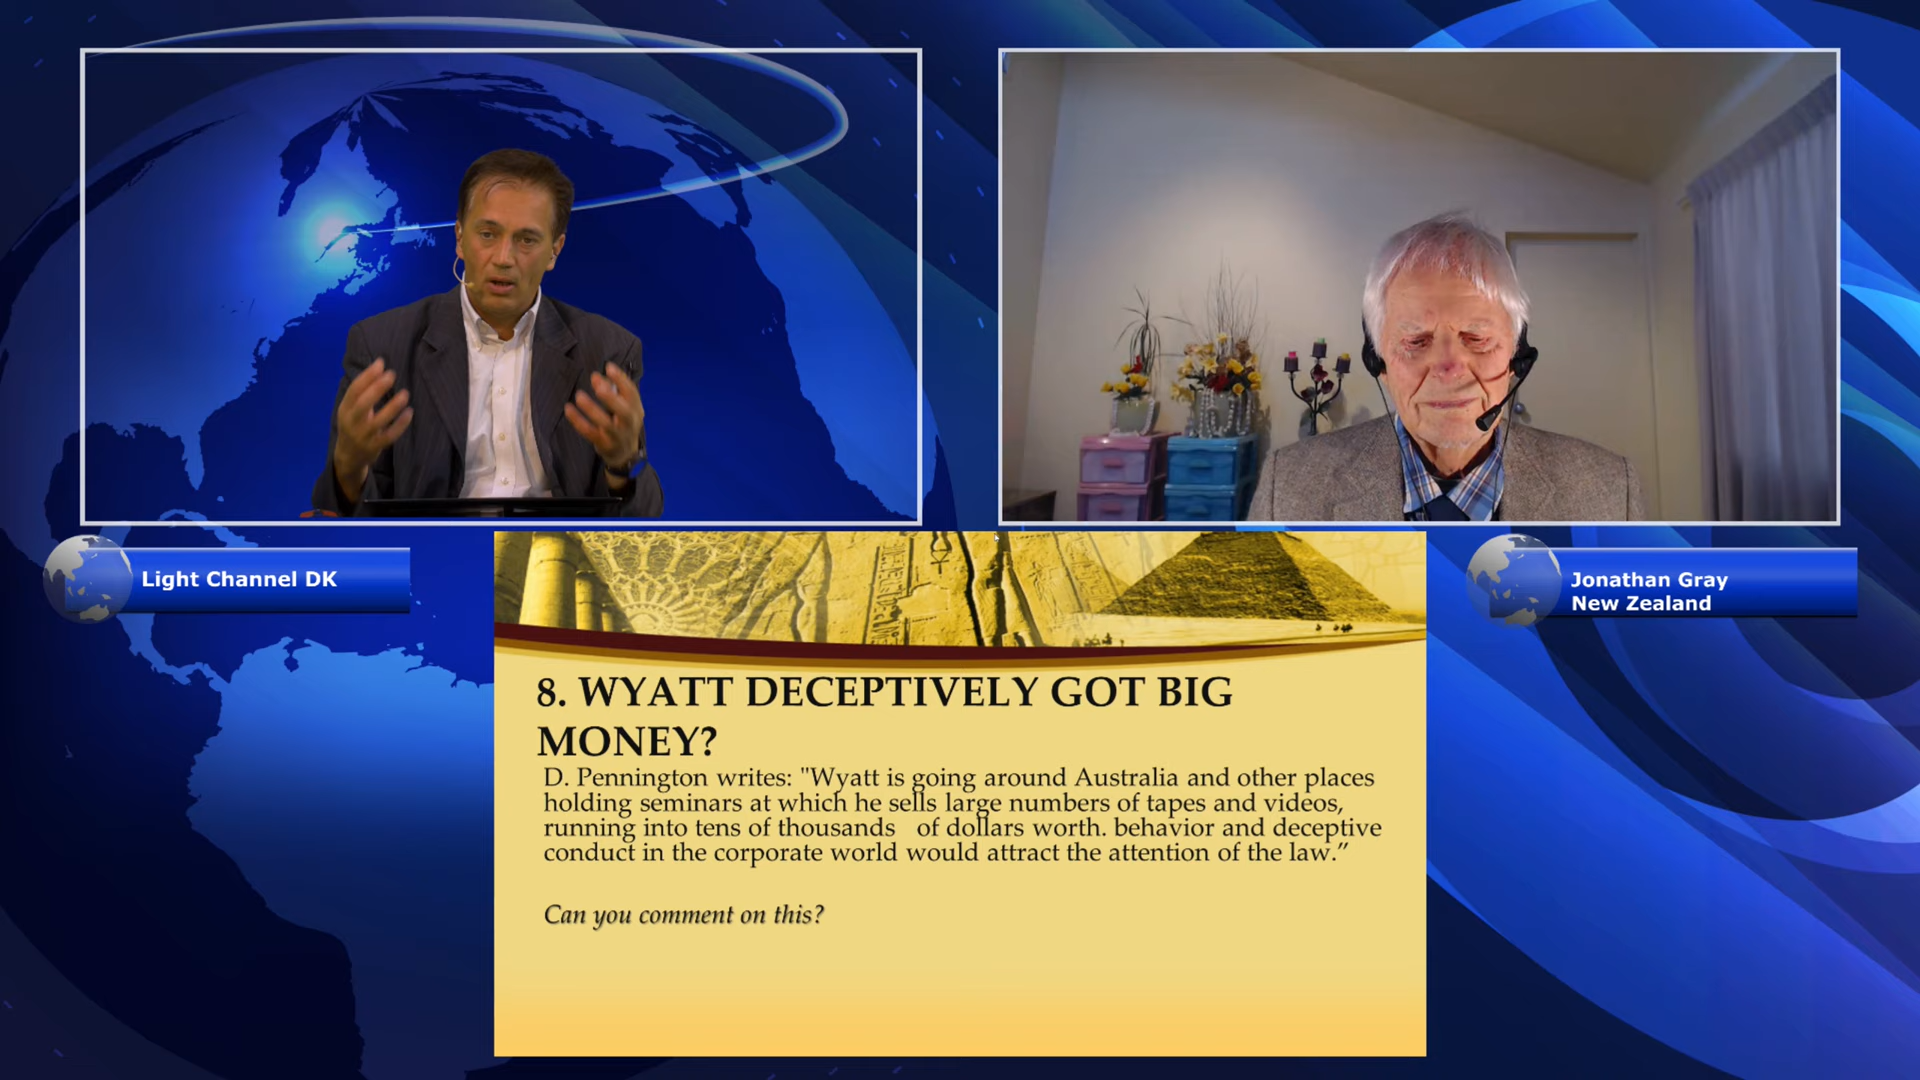 Light Channel DK
Jonathan Gray
New Zealand
8. WYATT DECEPTIVELY GOT BIG
MONEY?
D. Pennington writes: "Wyatt is going around Australia and other places
holding seminars at which he sells large numbers of tapes and videos,
running into tens of thousands   of dollars worth. behavior and deceptive
conduct in the corporate world would attract the attention of the law.”
Can you comment on this?